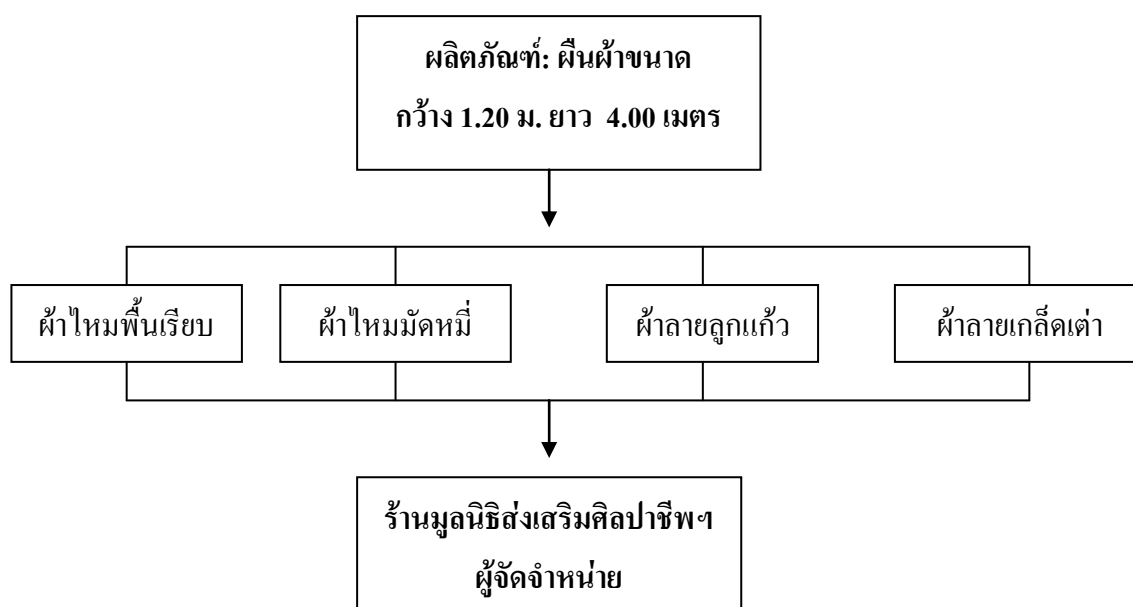 ผลิตภัณฑ์: ผืนผ้าขนาด
กว้าง 1.20 ม. ยาว 4.00 เมตร
ผ้าไหมพื้นเรียบ
ผ้าไหมมัดหมี่
ผ้าลายลูกแก้ว
ผ้าลายเกล็ดเต่า
ร้านมูลนิธิส่งเสริมศิลปาชีพฯ
ผู้จัดจำหน่าย